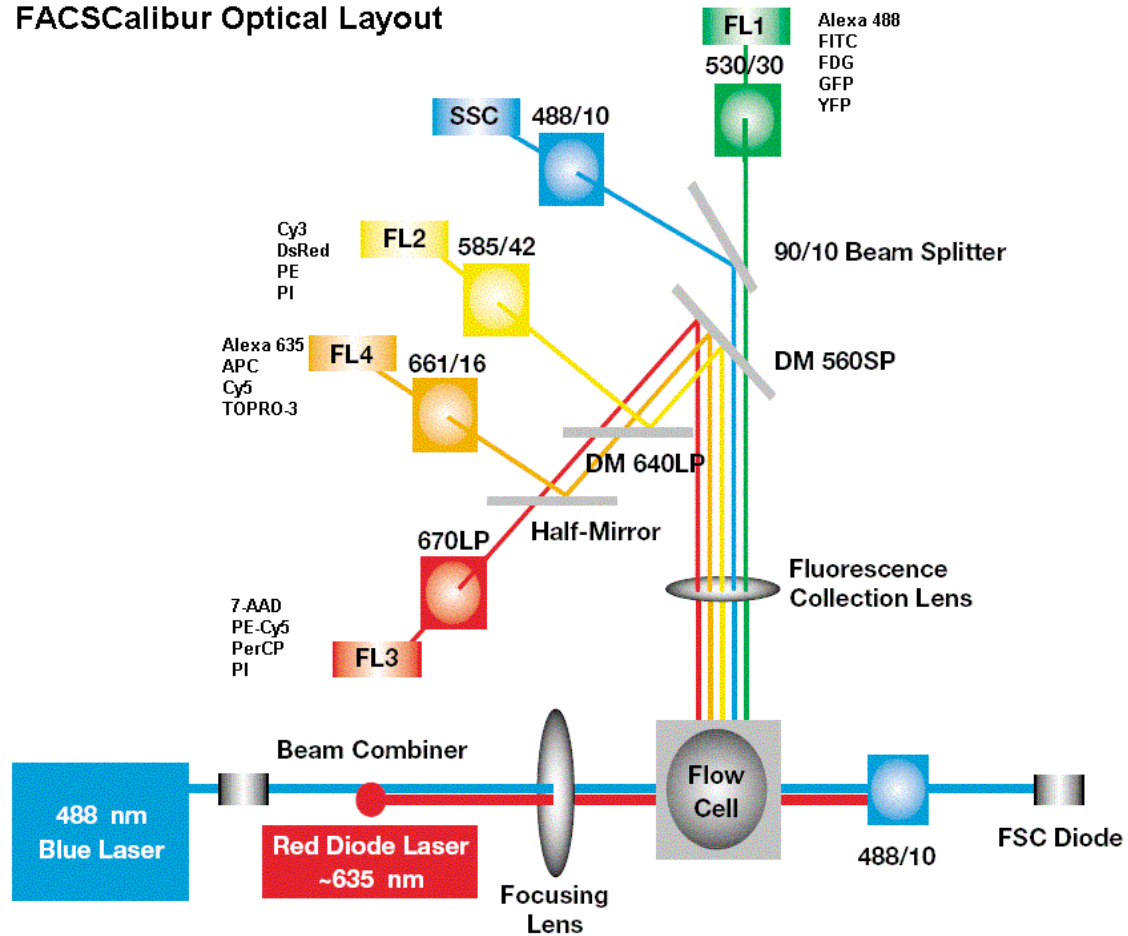 FACSCalibur Optical Layout
FL1
530/30
Alexa 488
FITC
FDG
GFP
YFP
SSC
488/10
Cy3
DsRed
PE
PI
FL2
585/42
90/10 Beam Splitter
Alexa 635
APC
Cy5
TOPRO-3
FL4
661/16
DM 560SP
DM 640LP
Half-Mirror
670LP
7-AAD
PE-Cy5
PerCP
PI
FL3
Fluorescence
Collection Lens
Beam Combiner
488 nm
Blue Laser
Red Diode Laser
~635 nm
Focusing
Lens
Flow
Cell
488/10
FSC Diode